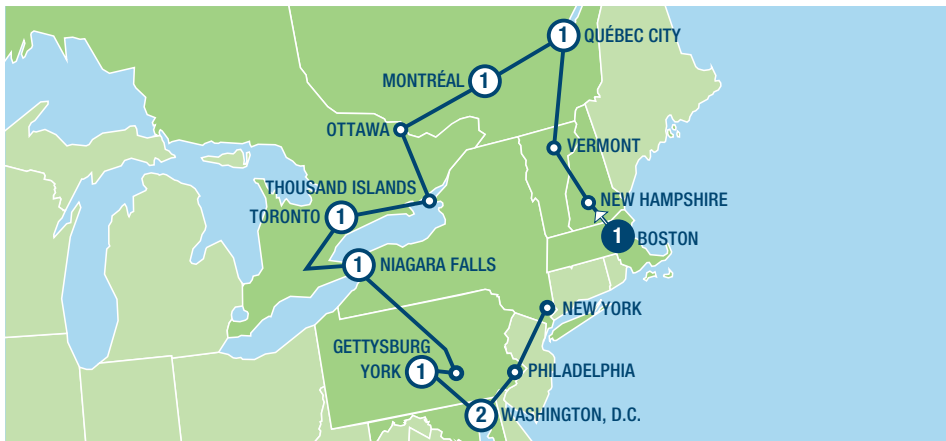 1 QUÉBEC CITY
MONTRÉAL 1
OTTAWA
VERMONT
THOUSAND ISLANDS
NEW HAMPSHIRE
TORONTO 1
1 BOSTON
1 NIAGARA FALLS
NEW YORK
GETTYSBURG
YORK 1
PHILADELPHIA
2 WASHINGTON, D.C.